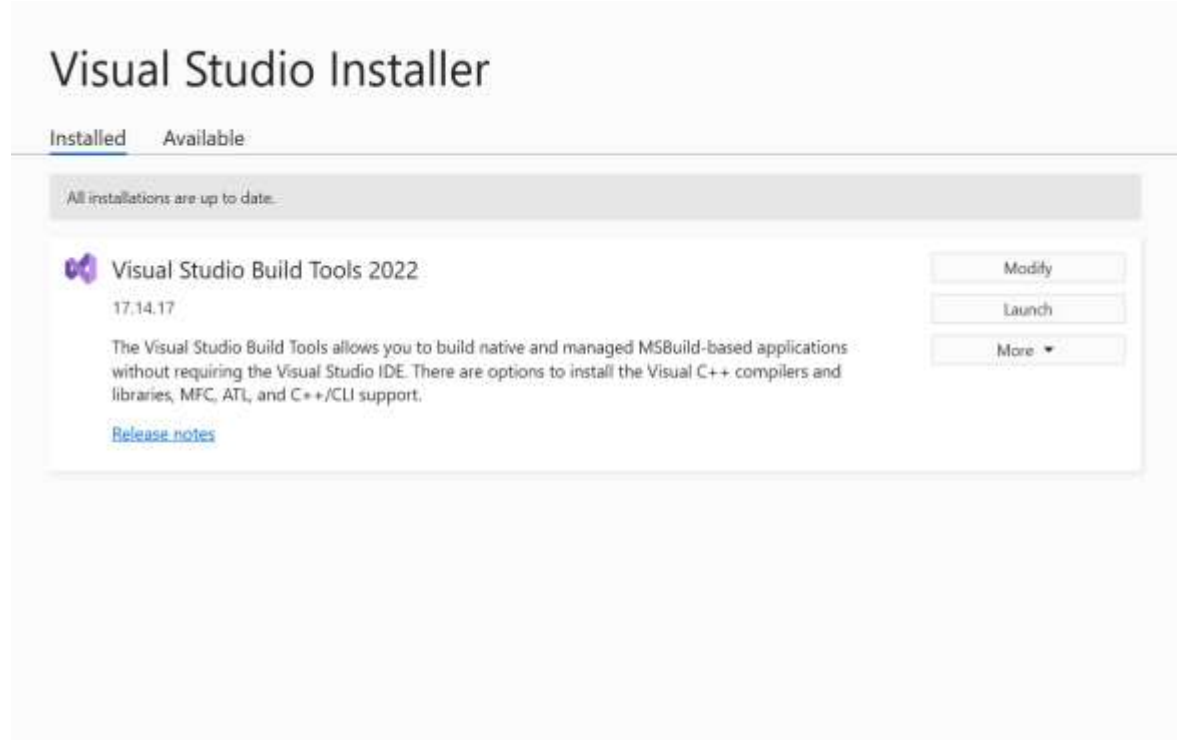 Visual Studio Installer
Installed Available
All installations are up to date.
Visual Studio Build Tools 2022
Modify
17.14.17
Launch
The Visual Studio Build Tools allows you to build native and managed MSBuild-based applications
More
without requiring the Visual Studio IDE. There are options to install the Visual C++ compilers and
libraries, MFC, ATL, and C++/CLI support.
Release notes